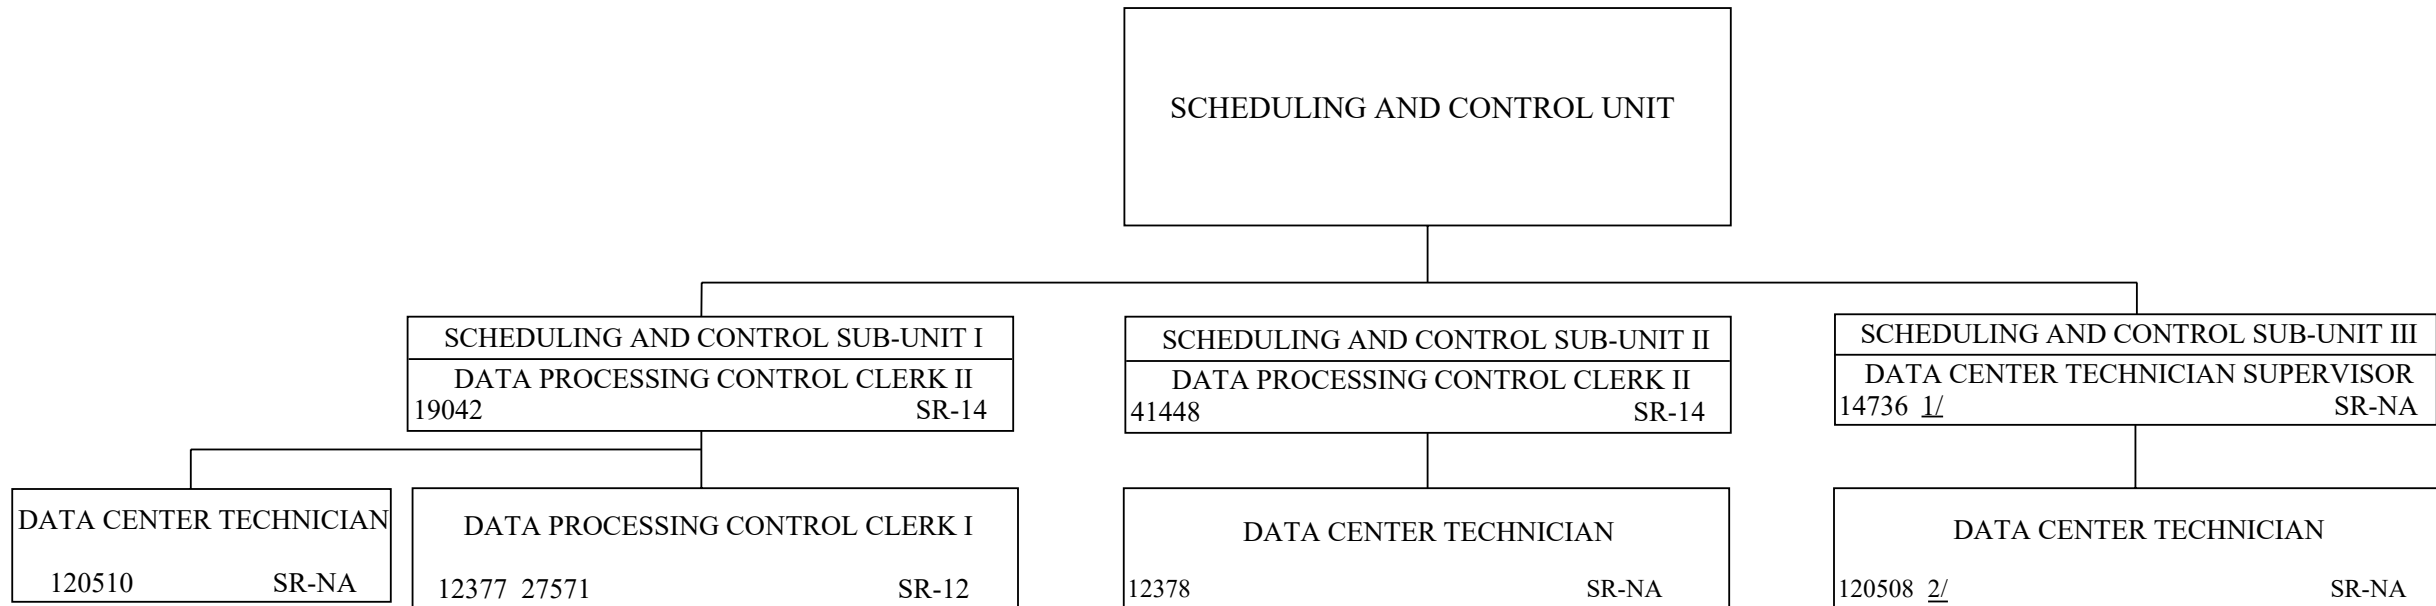 SCHEDULING AND CONTROL UNIT
SCHEDULING AND CONTROL SUB-UNIT I
DATA PROCESSING CONTROL CLERK II
19042 SR-14
SCHEDULING AND CONTROL SUB-UNIT II
DATA PROCESSING CONTROL CLERK II
41448 SR-14
SCHEDULING AND CONTROL SUB-UNIT III
DATA CENTER TECHNICIAN SUPERVISOR
14736 1/ SR-NA
DATA CENTER TECHNICIAN
120510 SR-NA
DATA PROCESSING CONTROL CLERK I
12377 27571 SR-12
DATA CENTER TECHNICIAN
12378 SR-NA
DATA CENTER TECHNICIAN
120508 2/ SR-NA